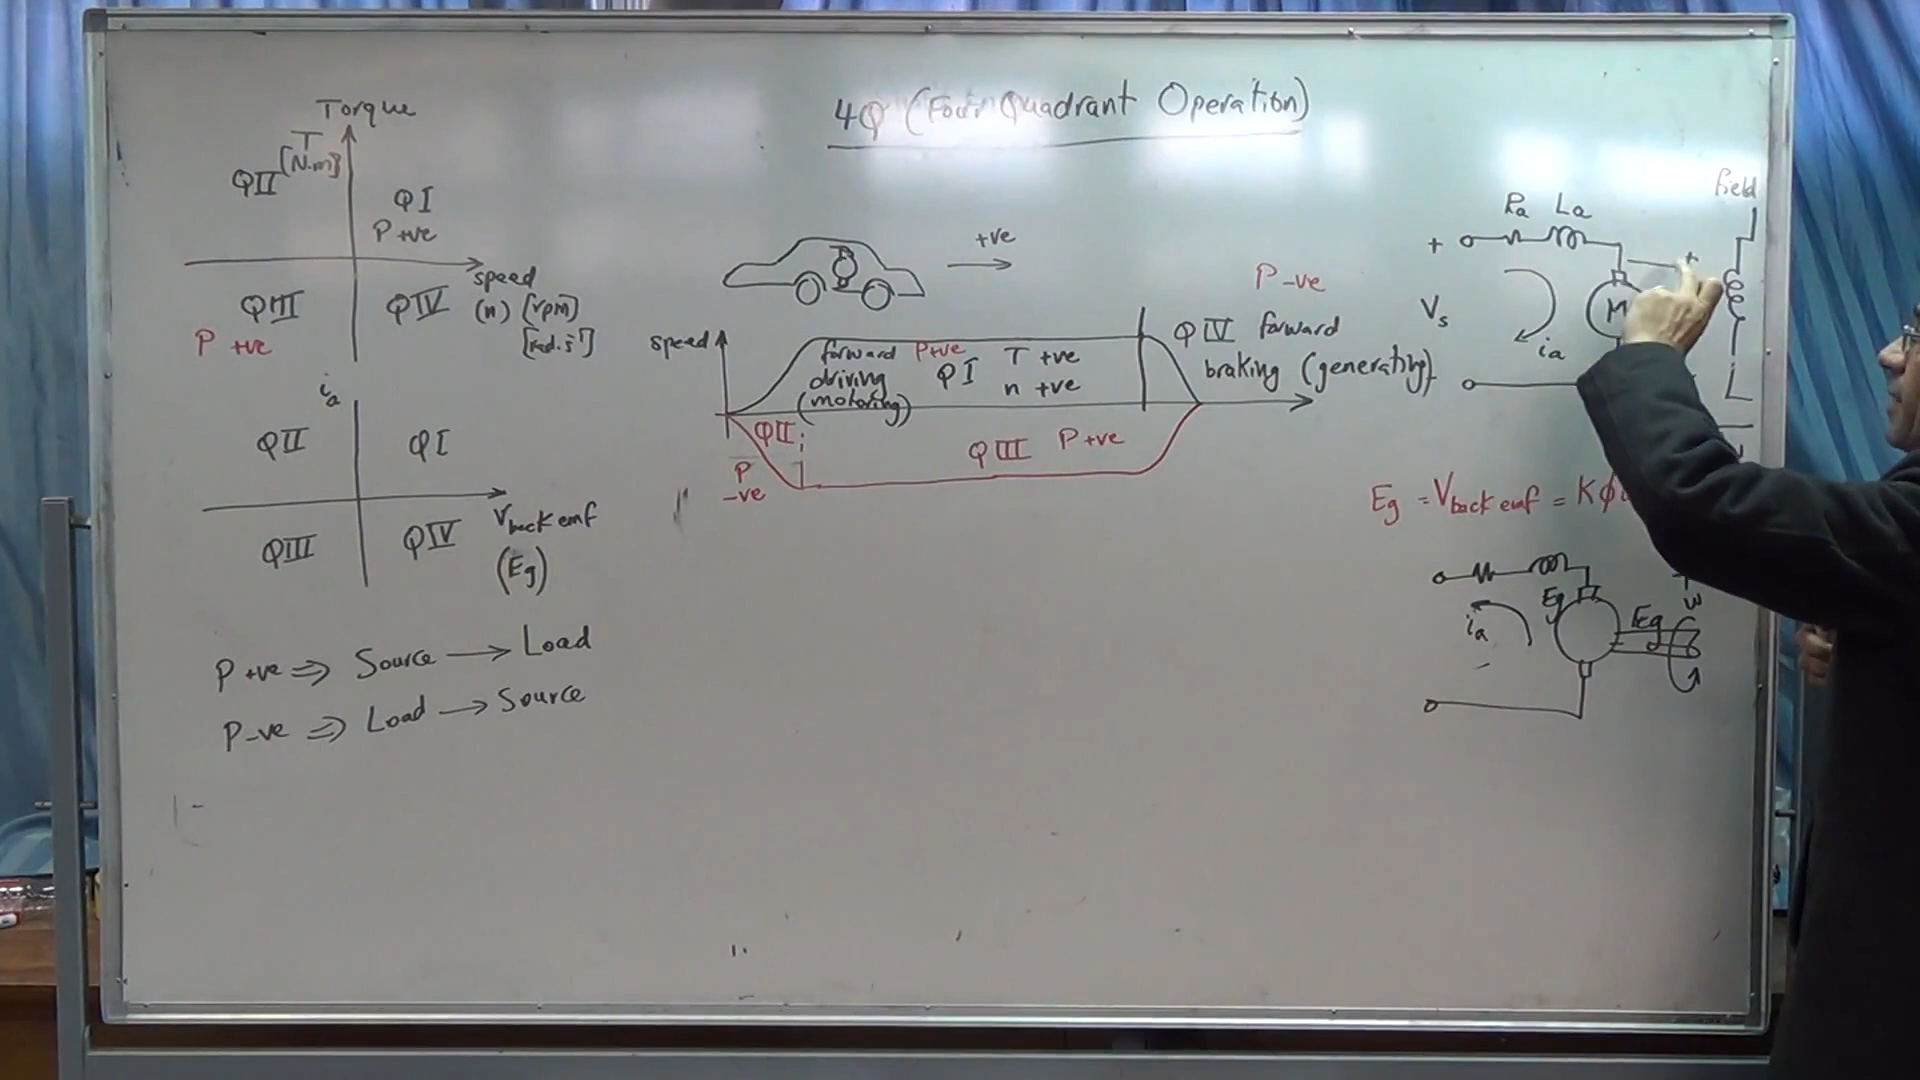 4Q (Four Quadrant Operation)
Torque
T
[N.m]
QII
QI
P +ve
speed
(n) [rpm]
[rad.s⁻¹]
QIII
QIV
P +ve
ia
QII
QI
Vback emf
(Eg)
QIII
QIV
P +ve ⇒ Source → Load
P -ve ⇒ Load → Source
+ve
speed
forward
driving
(motoring)
P+ve
QI
T +ve
n +ve
P -ve
QIV forward
braking (generating)
QII
P
-ve
QIII P +ve
field
Ra La
+
+
Vs
ia
M
Eg = Vback emf = Kϕ
Eg
ia
Eg
w